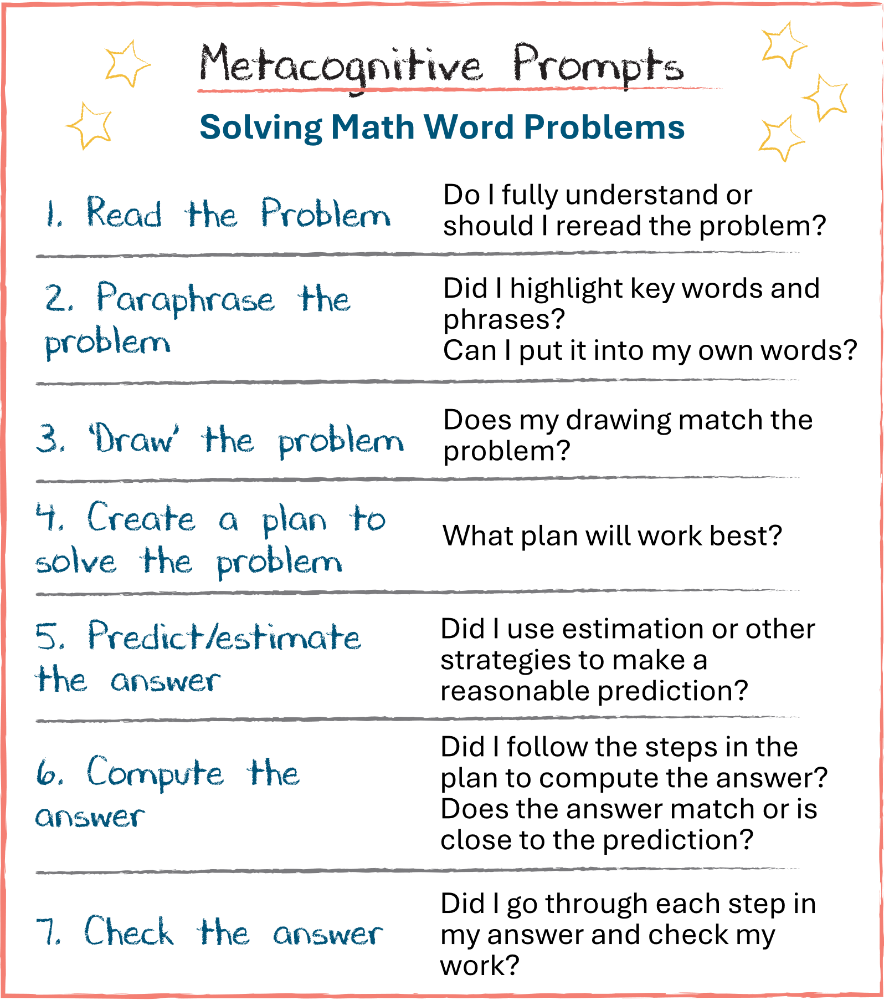 Metacognitive Prompts
Solving Math Word Problems
1. Read the Problem
Do I fully understand or
should I reread the problem?
2. Paraphrase the
problem
Did I highlight key words and
phrases?
Can I put it into my own words?
3. ‘Draw’ the problem
Does my drawing match the
problem?
4. Create a plan to
solve the problem
What plan will work best?
5. Predict/estimate
the answer
Did I use estimation or other
strategies to make a
reasonable prediction?
6. Compute the
answer
Did I follow the steps in the
plan to compute the answer?
Does the answer match or is
close to the prediction?
7. Check the answer
Did I go through each step in
my answer and check my
work?